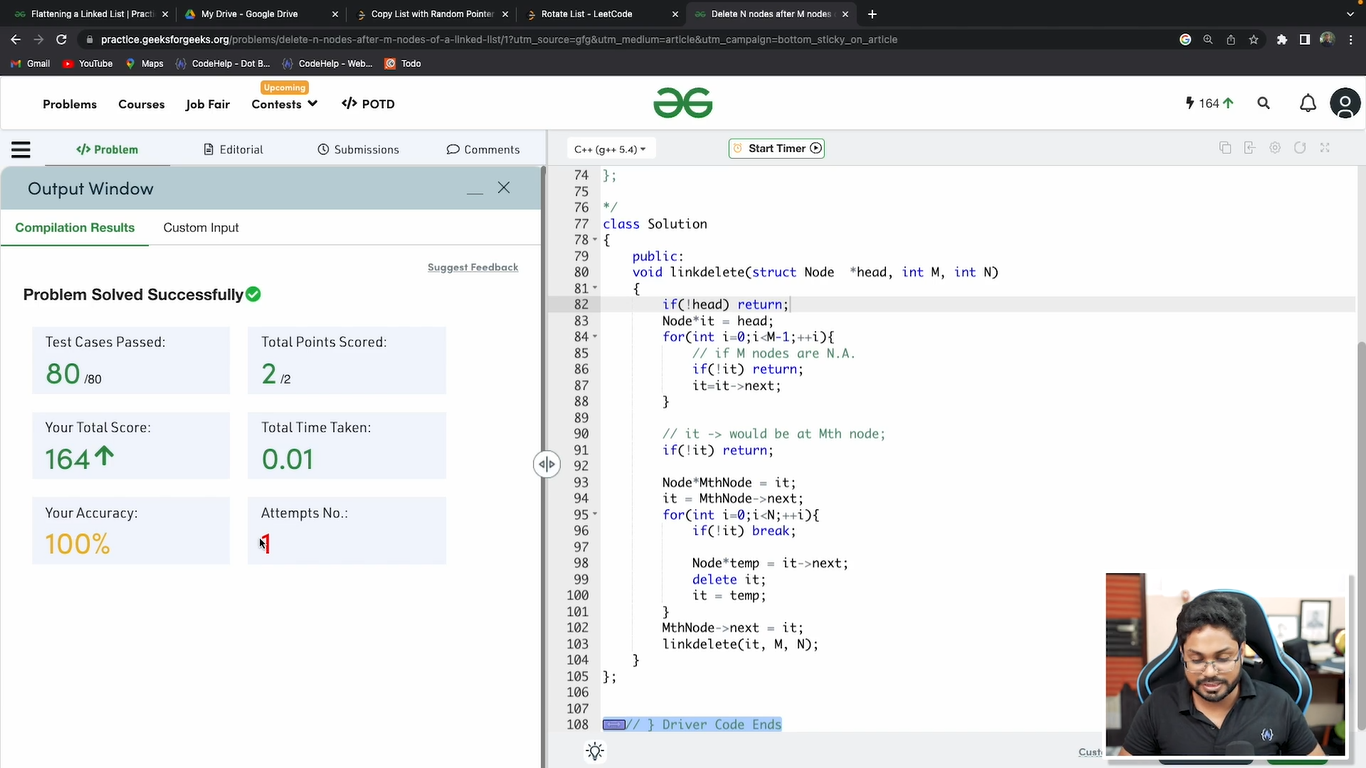 Flattening a Linked List | Practi
My Drive - Google Drive
Copy List with Random Pointer
Rotate List - LeetCode
Delete N nodes after M nodes
practice.geeksforgeeks.org/problems/delete-n-nodes-after-m-nodes-of-a-linked-list/1?utm_source=gfg&utm_medium=article&utm_campaign=bottom_sticky_on_article
Gmail
YouTube
Maps
CodeHelp - Dot B...
CodeHelp - Web...
Todo
Upcoming
Problems
Courses
Job Fair
Contests
</> POTD
164
</> Problem
Editorial
Submissions
Comments
C++ (g++ 5.4)
Start Timer
Output Window
Compilation Results
Custom Input
Suggest Feedback
Problem Solved Successfully
Test Cases Passed:
80 /80
Total Points Scored:
2 /2
Your Total Score:
164
Total Time Taken:
0.01
Your Accuracy:
100%
Attempts No.:
1
74 };
75
76 */
77 class Solution
78 {
79 public:
80 void linkdelete(struct Node  *head, int M, int N)
81 {
82 if(!head) return;
83 Node*it = head;
84 for(int i=0;i<M-1;++i){
85 // if M nodes are N.A.
86 if(!it) return;
87 it=it->next;
88 }
89
90 // it -> would be at Mth node;
91 if(!it) return;
92
93 Node*MthNode = it;
94 it = MthNode->next;
95 for(int i=0;i<N;++i){
96 if(!it) break;
97
98 Node*temp = it->next;
99 delete it;
100 it = temp;
101 }
102 MthNode->next = it;
103 linkdelete(it, M, N);
104 }
105 };
106
107
108 // } Driver Code Ends